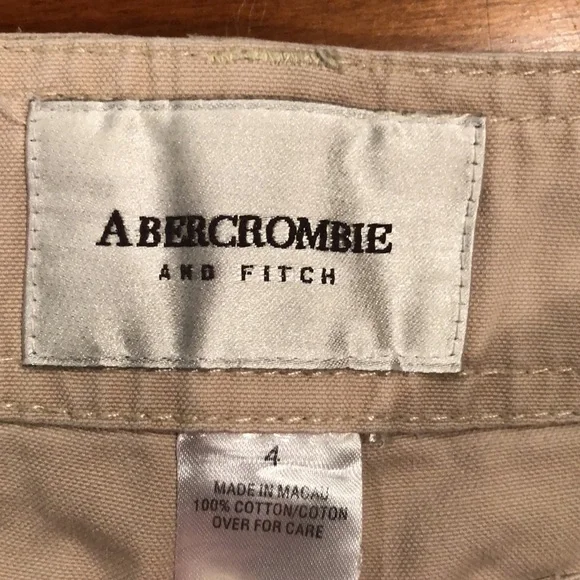 ABERCROMBIE
AND FITCH
4
MADE IN MACAU
100% COTTON/COTON
OVER FOR CARE